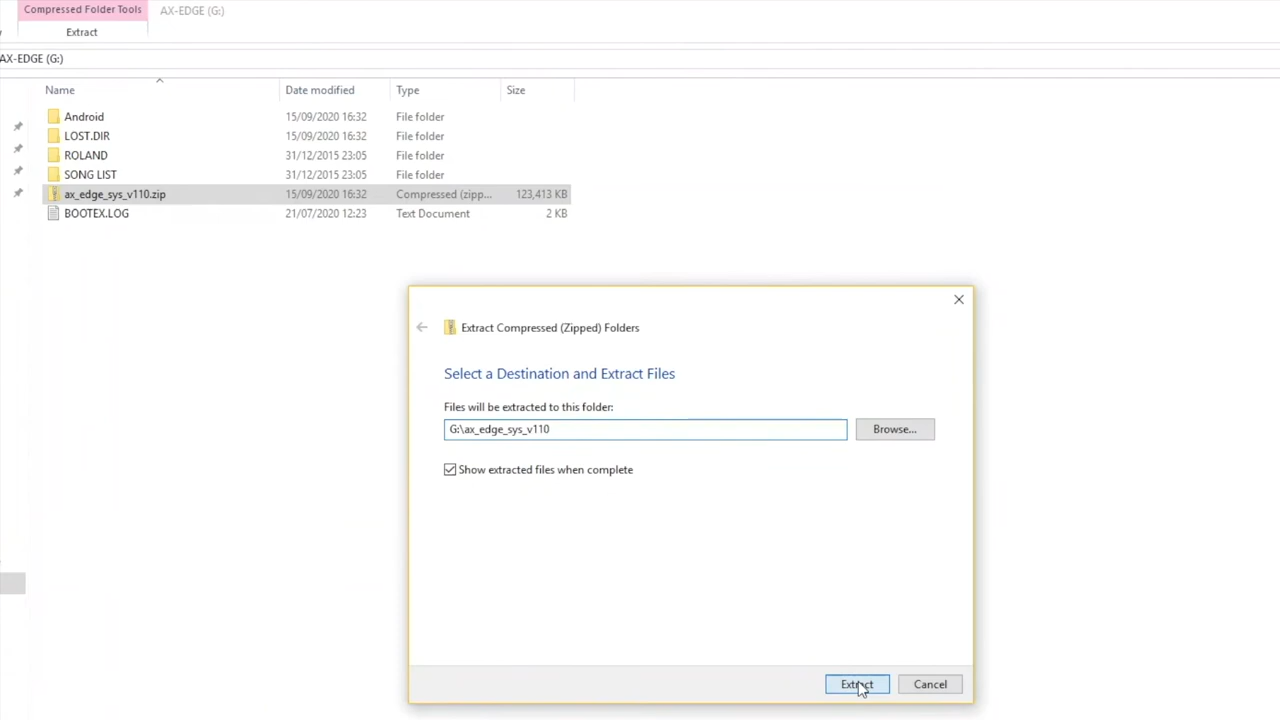 Compressed Folder Tools
AX-EDGE (G:)
Extract
AX-EDGE (G:)
Name Date modified Type Size
Android 15/09/2020 16:32 File folder
LOST.DIR 15/09/2020 16:32 File folder
ROLAND 31/12/2015 23:05 File folder
SONG LIST 31/12/2015 23:05 File folder
ax_edge_sys_v110.zip 15/09/2020 16:32 Compressed (zipp... 123,413 KB
BOOTEX.LOG 21/07/2020 12:23 Text Document 2 KB
Extract Compressed (Zipped) Folders
Select a Destination and Extract Files
Files will be extracted to this folder:
G:\ax_edge_sys_v110
Browse...
Show extracted files when complete
Extract Cancel